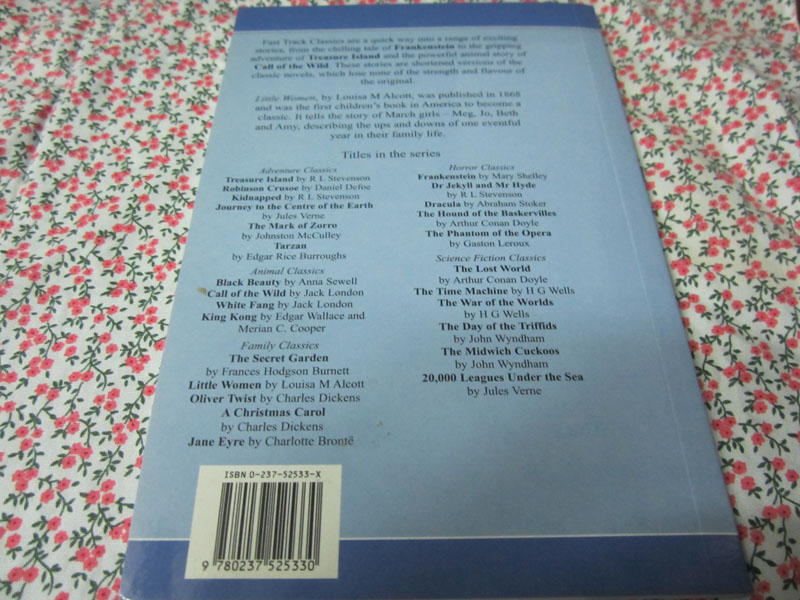 Fast Track Classics are a quick way into a range of exciting
stories, from the chilling tale of Frankenstein to the gripping
adventure of Treasure Island and the powerful animal story of
Call of the Wild. These stories are shortened versions of the
classic novels, which lose none of the strength and flavour of
the original.
Little Women, by Louisa M Alcott, was published in 1868
and was the first children's book in America to become a
classic. It tells the story of March girls – Meg, Jo, Beth
and Amy, describing the ups and downs of one eventful
year in their family life.
Titles in the series
Adventure Classics
Treasure Island by R L Stevenson
Robinson Crusoe by Daniel Defoe
Kidnapped by R L Stevenson
Journey to the Centre of the Earth
by Jules Verne
The Mark of Zorro
by Johnston McCulley
Tarzan
by Edgar Rice Burroughs
Animal Classics
Black Beauty by Anna Sewell
Call of the Wild by Jack London
White Fang by Jack London
King Kong by Edgar Wallace and
Merian C. Cooper
Family Classics
The Secret Garden
by Frances Hodgson Burnett
Little Women by Louisa M Alcott
Oliver Twist by Charles Dickens
A Christmas Carol
by Charles Dickens
Jane Eyre by Charlotte Brontë
Horror Classics
Frankenstein by Mary Shelley
Dr Jekyll and Mr Hyde
by R L Stevenson
Dracula by Abraham Stoker
The Hound of the Baskervilles
by Arthur Conan Doyle
The Phantom of the Opera
by Gaston Leroux
Science Fiction Classics
The Lost World
by Arthur Conan Doyle
The Time Machine by H G Wells
The War of the Worlds
by H G Wells
The Day of the Triffids
by John Wyndham
The Midwich Cuckoos
by John Wyndham
20,000 Leagues Under the Sea
by Jules Verne
ISBN 0-237-52533-X
9 780237 525330